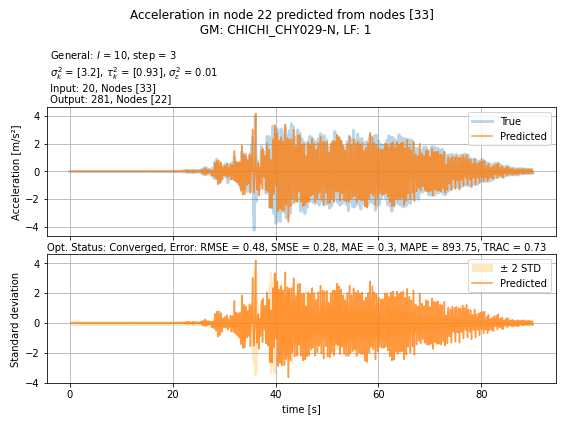 Acceleration in node 22 predicted from nodes [33]
GM: CHICHI_CHY029-N, LF: 1
General: l = 10, step = 3
σ²ₖ = [3.2], τ²ₖ = [0.93], σ²ε = 0.01
Input: 20, Nodes [33]
Output: 281, Nodes [22]
Acceleration [m/s²]
4
2
0
−2
−4
True
Predicted
Opt. Status: Converged, Error: RMSE = 0.48, SMSE = 0.28, MAE = 0.3, MAPE = 893.75, TRAC = 0.73
Standard deviation
4
2
0
−2
−4
± 2 STD
Predicted
0 20 40 60 80
time [s]